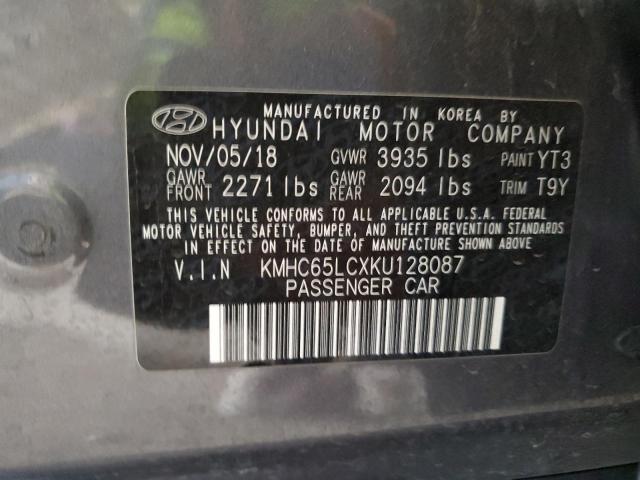 MANUFACTURED IN KOREA BY
HYUNDAI MOTOR COMPANY
NOV/05/18 GVWR 3935 lbs PAINT YT3
GAWR FRONT 2271 lbs GAWR REAR 2094 lbs TRIM T9Y
THIS VEHICLE CONFORMS TO ALL APPLICABLE U.S.A. FEDERAL
MOTOR VEHICLE SAFETY, BUMPER, AND THEFT PREVENTION STANDARDS
IN EFFECT ON THE DATE OF MANUFACTURE SHOWN ABOVE.
V.I.N KMHC65LCXKU128087
PASSENGER CAR